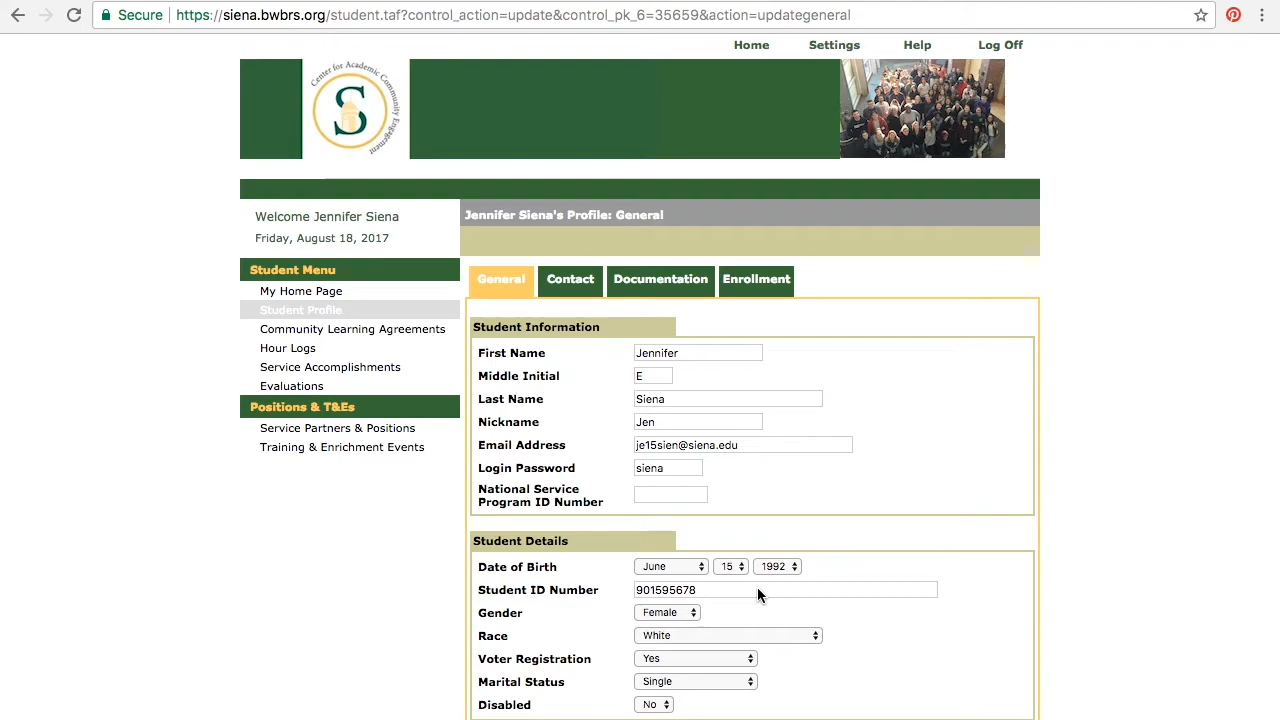 Secure https://siena.bwbrs.org/student.taf?control_action=update&control_pk_6=35659&action=updategeneral
Home Settings Help Log Off
Center for Academic Community Engagement
S
Welcome Jennifer Siena
Friday, August 18, 2017
Student Menu
My Home Page
Student Profile
Community Learning Agreements
Hour Logs
Service Accomplishments
Evaluations
Positions & T&Es
Service Partners & Positions
Training & Enrichment Events
Jennifer Siena's Profile: General
General Contact Documentation Enrollment
Student Information
First Name Jennifer
Middle Initial E
Last Name Siena
Nickname Jen
Email Address je15sien@siena.edu
Login Password siena
National Service
Program ID Number
Student Details
Date of Birth June 15 1992
Student ID Number 901595678
Gender Female
Race White
Voter Registration Yes
Marital Status Single
Disabled No